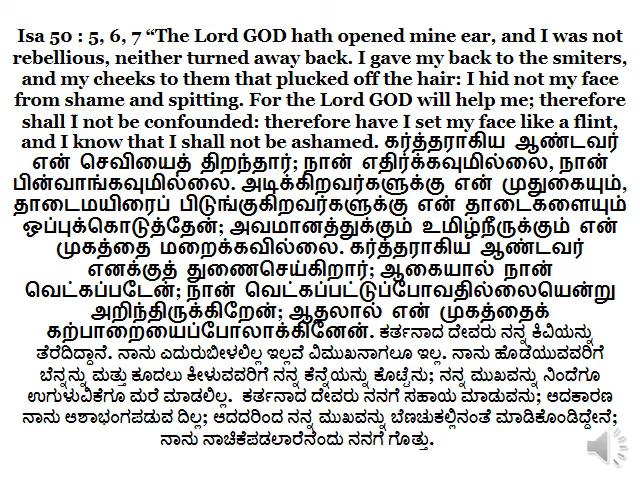 Isa 50 : 5, 6, 7 “The Lord GOD hath opened mine ear, and I was not
rebellious, neither turned away back. I gave my back to the smiters,
and my cheeks to them that plucked off the hair: I hid not my face
from shame and spitting. For the Lord GOD will help me; therefore
shall I not be confounded: therefore have I set my face like a flint,
and I know that I shall not be ashamed. கர்த்தராகிய ஆண்டவர்
என் செவியைத் திறந்தார்; நான் எதிர்க்கவுமில்லை, நான்
பின்வாங்கவுமில்லை. அடிக்கிறவர்களுக்கு என் முதுகையும்,
தாடைமயிரைப் பிடுங்குகிறவர்களுக்கு என் தாடைகளையும்
ஒப்புக்கொடுத்தேன்; அவமானத்துக்கும் உமிழ்நீருக்கும் என்
முகத்தை மறைக்கவில்லை. கர்த்தராகிய ஆண்டவர்
எனக்குத் துணைசெய்கிறார்; ஆகையால் நான்
வெட்கப்படேன்; நான் வெட்கப்பட்டுப்போவதில்லையென்று
அறிந்திருக்கிறேன்; ஆதலால் என் முகத்தைக்
கற்பாறையைப்போலாக்கினேன். ಕರ್ತನಾದ ದೇವರು ನನ್ನ ಕಿವಿಯನ್ನು
ತೆರೆದಿದ್ದಾನೆ. ನಾನು ಎದುರುಬೀಳಲಿಲ್ಲ ಇಲ್ಲವೆ ವಿಮುಖನಾಗಲೂ ಇಲ್ಲ. ನಾನು ಹೊಡೆಯುವವರಿಗೆ
ಬೆನ್ನನ್ನು ಮತ್ತು ಕೂದಲು ಕೀಳುವವರಿಗೆ ನನ್ನ ಕೆನ್ನೆಯನ್ನು ಕೊಟ್ಟೆನು; ನನ್ನ ಮುಖವನ್ನು ನಿಂದೆಗೂ
ಉಗುಳುವಿಕೆಗೂ ಮರೆ ಮಾಡಲಿಲ್ಲ. ಕರ್ತನಾದ ದೇವರು ನನಗೆ ಸಹಾಯ ಮಾಡುವನು; ಆದಕಾರಣ
ನಾನು ಆಶಾಭಂಗಪಡುವ ದಿಲ್ಲ; ಆದದರಿಂದ ನನ್ನ ಮುಖವನ್ನು ಬೆಣಚುಕಲ್ಲಿನಂತೆ ಮಾಡಿಕೊಂಡಿದ್ದೇನೆ;
ನಾನು ನಾಚಿಕೆಪಡಲಾರೆನೆಂದು ನನಗೆ ಗೊತ್ತು.